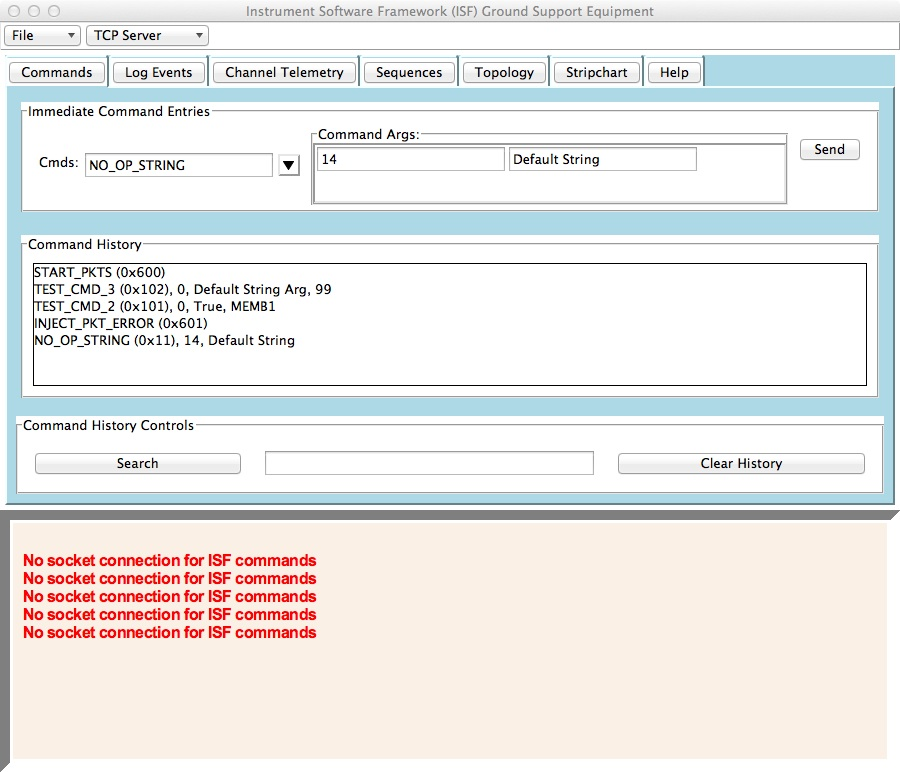 Instrument Software Framework (ISF) Ground Support Equipment
File TCP Server
Commands Log Events Channel Telemetry Sequences Topology Stripchart Help
Immediate Command Entries
Command Args:
Cmds: NO_OP_STRING 14 Default String Send
Command History
START_PKTS (0x600)
TEST_CMD_3 (0x102), 0, Default String Arg, 99
TEST_CMD_2 (0x101), 0, True, MEMB1
INJECT_PKT_ERROR (0x601)
NO_OP_STRING (0x11), 14, Default String
Command History Controls
Search Clear History
No socket connection for ISF commands
No socket connection for ISF commands
No socket connection for ISF commands
No socket connection for ISF commands
No socket connection for ISF commands